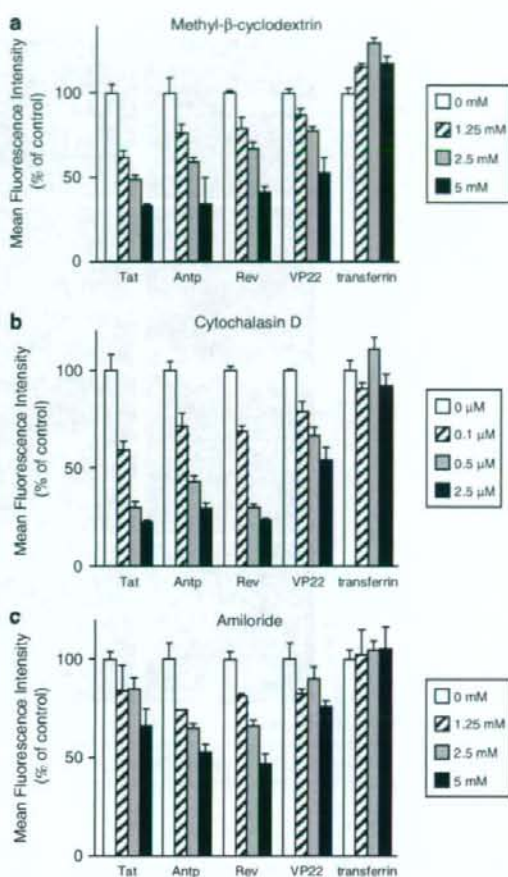 a
Methyl-β-cyclodextrin
Mean Fluorescence Intensity
(% of control)
100
50
0
Tat Antp Rev VP22 transferrin
0 mM
1.25 mM
2.5 mM
5 mM
b
Cytochalasin D
Mean Fluorescence Intensity
(% of control)
100
50
0
Tat Antp Rev VP22 transferrin
0 μM
0.1 μM
0.5 μM
2.5 μM
c
Amiloride
Mean Fluorescence Intensity
(% of control)
100
50
0
Tat Antp Rev VP22 transferrin
0 mM
1.25 mM
2.5 mM
5 mM